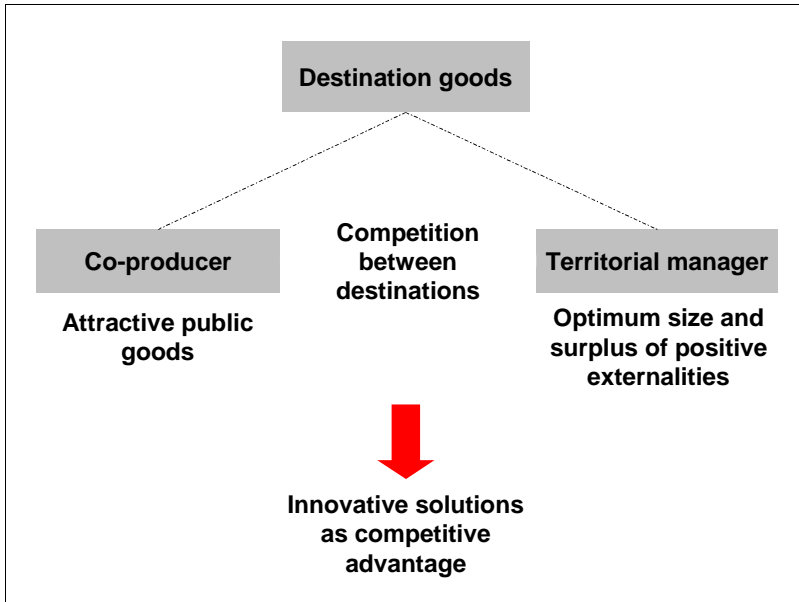 Destination goods
Co-producer
Attractive public
goods
Competition
between
destinations
Territorial manager
Optimum size and
surplus of positive
externalities
Innovative solutions
as competitive
advantage